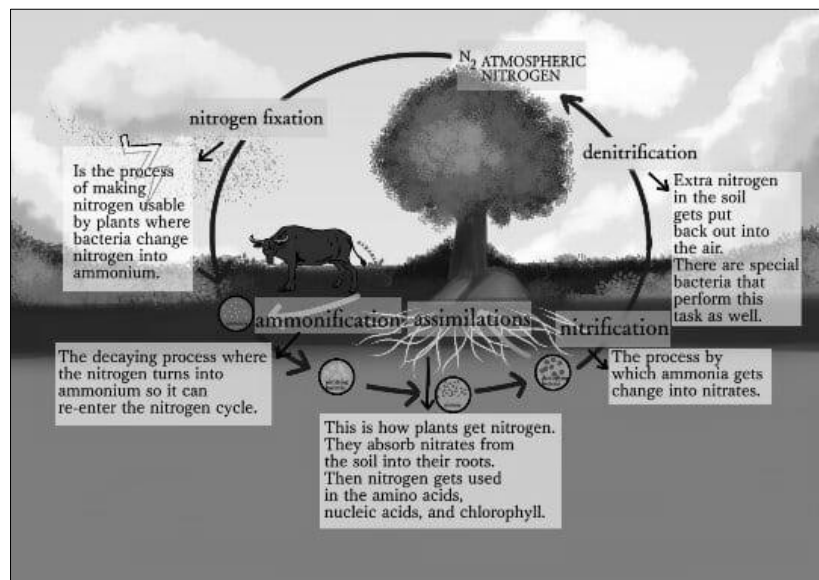 N2 ATMOSPHERIC
NITROGEN
nitrogen fixation
Is the process
of making
nitrogen usable
by plants where
bacteria change
nitrogen into
ammonium.
denitrification
Extra nitrogen
in the soil
gets put
back out into
the air.
There are special
bacteria that
perform this
task as well.
ammonification
assimilations
nitrification
The decaying process where
the nitrogen turns into
ammonium so it can
re-enter the nitrogen cycle.
The process by
which ammonia gets
change into nitrates.
This is how plants get nitrogen.
They absorb nitrates from
the soil into their roots.
Then nitrogen gets used
in the amino acids,
nucleic acids, and chlorophyll.